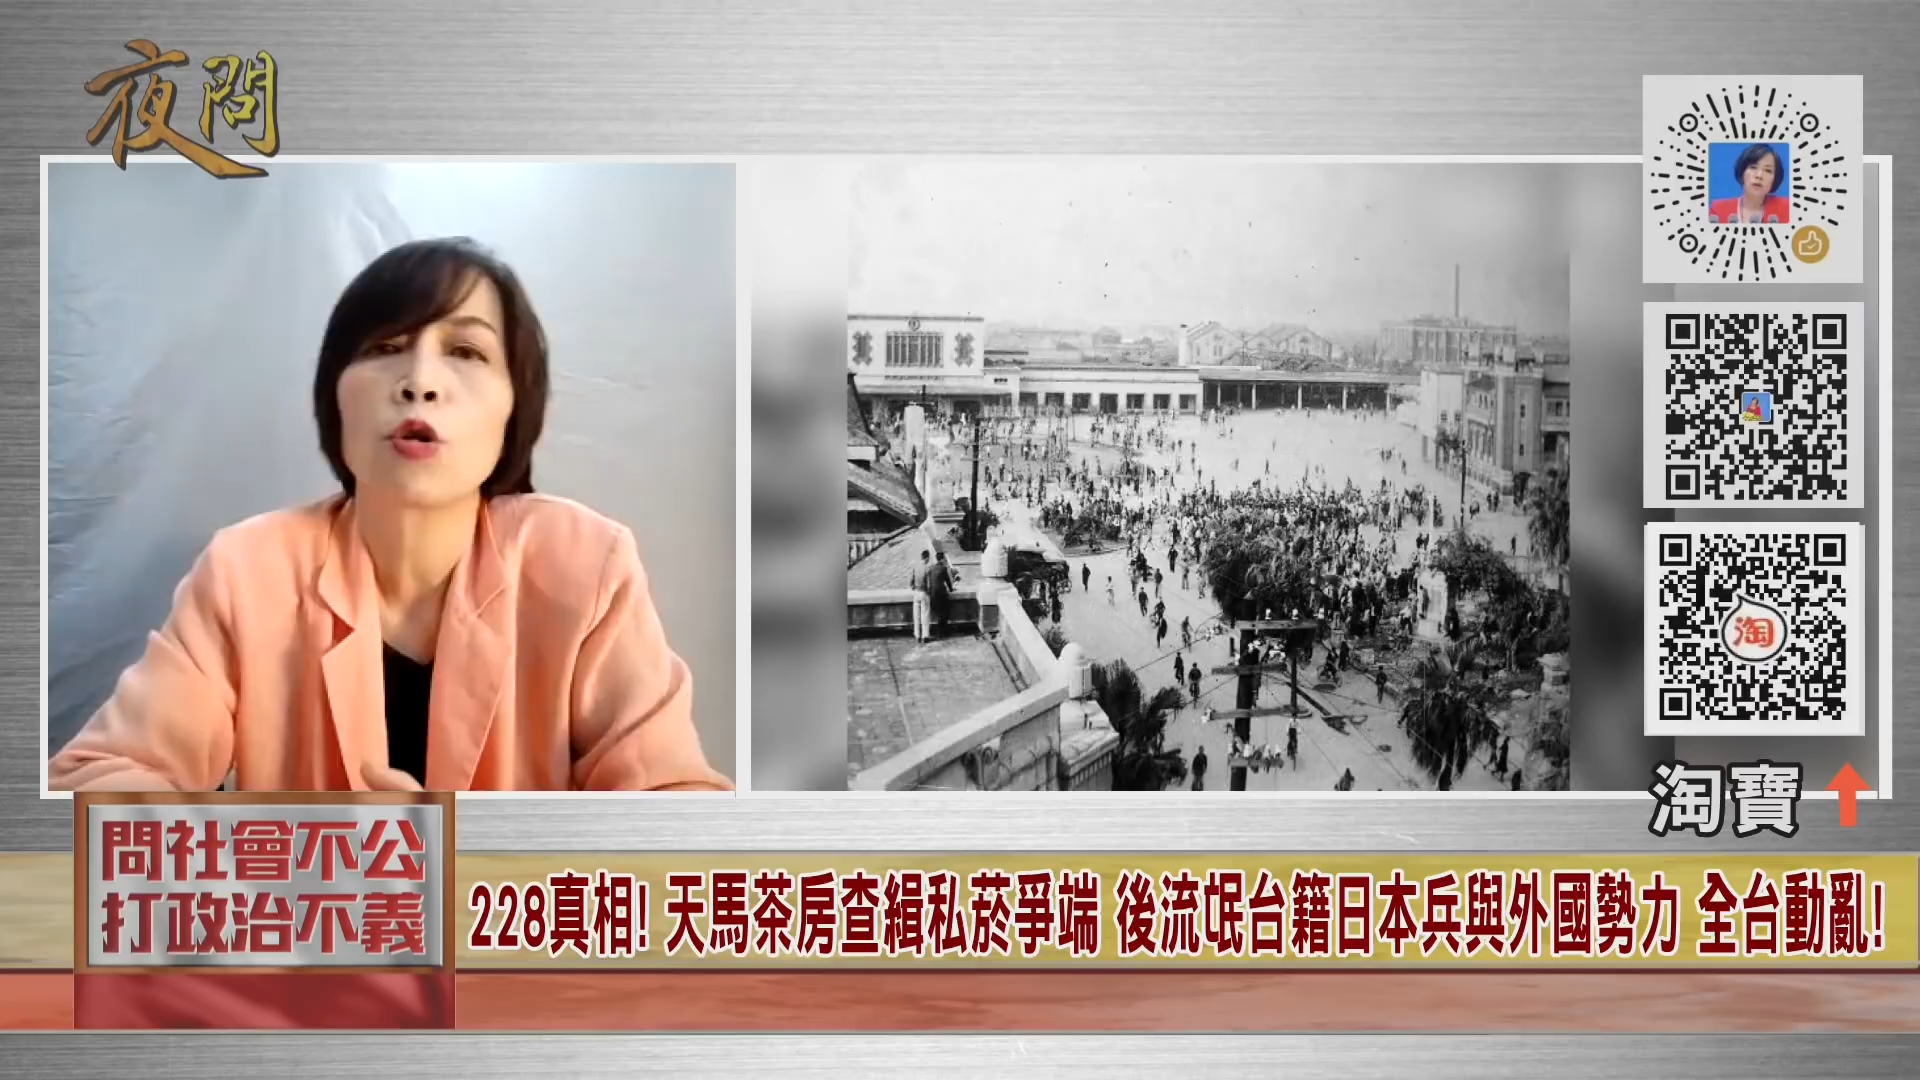 夜問
淘
淘寶
問社會不公
打政治不義
228真相! 天馬茶房查緝私菸爭端 後流氓台籍日本兵與外國勢力 全台動亂!